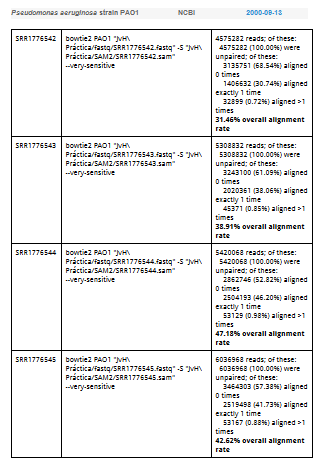 Pseudomonas aeruginosa strain PAO1 NCBI 2000-09-13
SRR1776542
bowtie2 PAO1 "JvH\
Práctica/fastq/SRR1776542.fastq" -S "JvH\
Práctica/SAM2/SRR1776542.sam"
--very-sensitive
4575282 reads; of these:
4575282 (100.00%) were
unpaired; of these:
3135751 (68.54%) aligned
0 times
1406632 (30.74%) aligned
exactly 1 time
32899 (0.72%) aligned >1
times
31.46% overall alignment
rate
SRR1776543
bowtie2 PAO1 "JvH\
Práctica/fastq/SRR1776543.fastq" -S "JvH\
Práctica/SAM2/SRR1776543.sam"
--very-sensitive
5308832 reads; of these:
5308832 (100.00%) were
unpaired; of these:
3243100 (61.09%) aligned
0 times
2020361 (38.06%) aligned
exactly 1 time
45371 (0.85%) aligned >1
times
38.91% overall alignment
rate
SRR1776544
bowtie2 PAO1 "JvH\
Práctica/fastq/SRR1776544.fastq" -S "JvH\
Práctica/SAM2/SRR1776544.sam"
--very-sensitive
5420068 reads; of these:
5420068 (100.00%) were
unpaired; of these:
2862746 (52.82%) aligned
0 times
2504193 (46.20%) aligned
exactly 1 time
53129 (0.98%) aligned >1
times
47.18% overall alignment
rate
SRR1776545
bowtie2 PAO1 "JvH\
Práctica/fastq/SRR1776545.fastq" -S "JvH\
Práctica/SAM2/SRR1776545.sam"
--very-sensitive
6036968 reads; of these:
6036968 (100.00%) were
unpaired; of these:
3464303 (57.38%) aligned
0 times
2519498 (41.73%) aligned
exactly 1 time
53167 (0.88%) aligned >1
times
42.62% overall alignment
rate